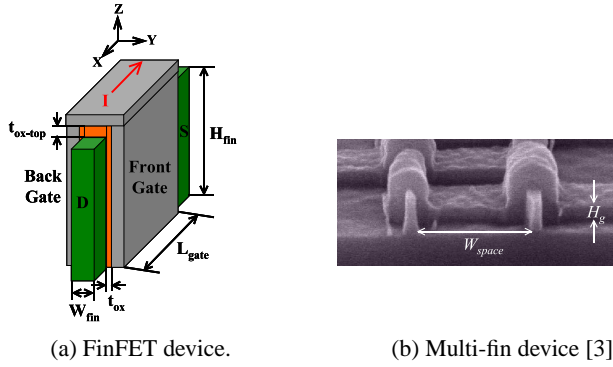 Z
Y
X
I
t_ox-top
S
H_fin
Back
Gate
Front
Gate
D
L_gate
W_fin
t_ox
H_g
W_space
(a) FinFET device.
(b) Multi-fin device [3]